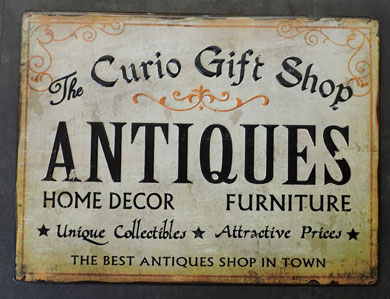 The Curio Gift Shop
ANTIQUES
HOME DECOR FURNITURE
★ Unique Collectibles ★ Attractive Prices ★
THE BEST ANTIQUES SHOP IN TOWN